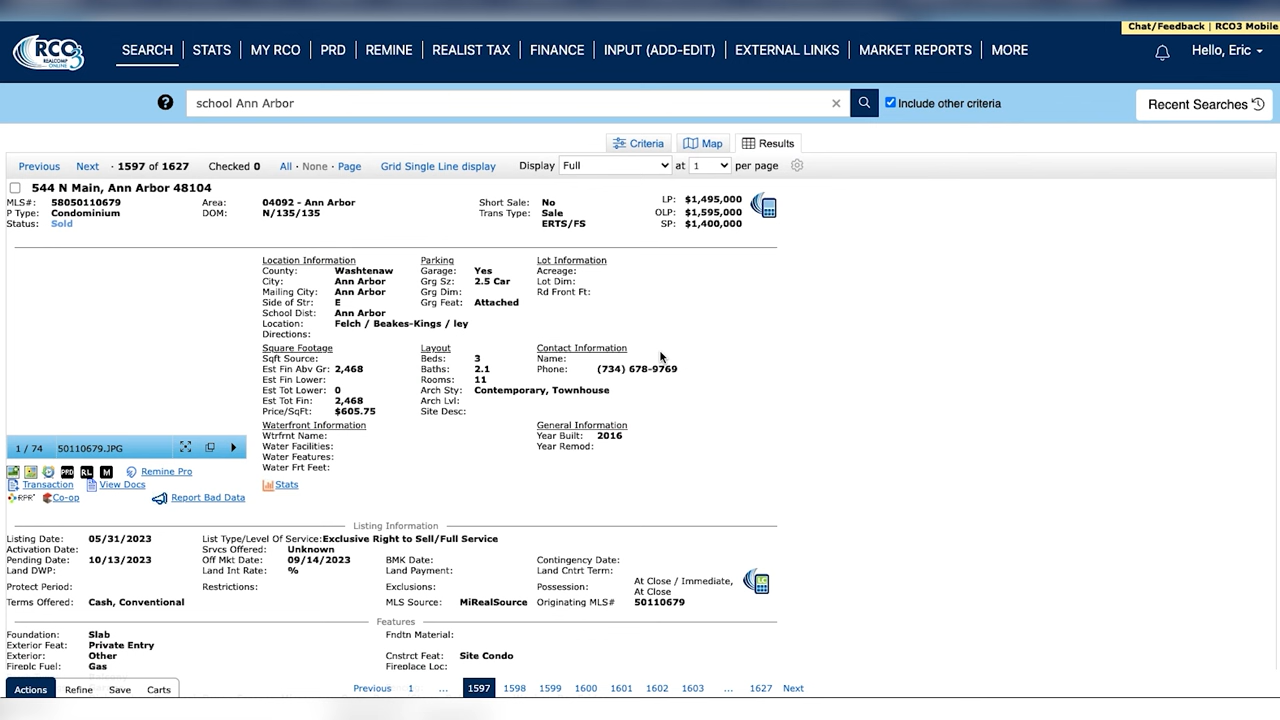 Chat/Feedback | RCO3 Mobile
RCO3 REALCOMP ONLINE SEARCH STATS MY RCO PRD REMINE REALIST TAX FINANCE INPUT (ADD-EDIT) EXTERNAL LINKS MARKET REPORTS MORE Hello, Eric
? school Ann Arbor × Include other criteria Recent Searches
Criteria Map Results
Previous Next · 1597 of 1627 Checked 0 All · None · Page Grid Single Line display Display Full at 1 per page
544 N Main, Ann Arbor 48104
MLS#: 58050110679 Area: 04092 - Ann Arbor Short Sale: No LP: $1,495,000
P Type: Condominium DOM: N/135/135 Trans Type: Sale OLP: $1,595,000
Status: Sold ERTS/FS SP: $1,400,000
Location Information Parking Lot Information
County: Washtenaw Garage: Yes Acreage:
City: Ann Arbor Grg Sz: 2.5 Car Lot Dim:
Mailing City: Ann Arbor Grg Dim: Rd Front Ft:
Side of Str: E Grg Feat: Attached
School Dist: Ann Arbor
Location: Felch / Beakes-Kings / ley
Directions:
Square Footage Layout Contact Information
Sqft Source: Beds: 3 Name:
Est Fin Abv Gr: 2,468 Baths: 2.1 Phone: (734) 678-9769
Est Fin Lower: Rooms: 11
Est Tot Lower: 0 Arch Sty: Contemporary, Townhouse
Est Tot Fin: 2,468 Arch Lvl:
Price/SqFt: $605.75 Site Desc:
Waterfront Information General Information
Wtrfrnt Name: Year Built: 2016
Water Facilities: Year Remod:
Water Features:
Water Frt Feet:
1 / 74 50110679.JPG
PRD RL M Remine Pro
Transaction View Docs Stats
RPR Co-op Report Bad Data
Listing Information
Listing Date: 05/31/2023 List Type/Level Of Service: Exclusive Right to Sell/Full Service
Activation Date: Srvcs Offered: Unknown
Pending Date: 10/13/2023 Off Mkt Date: 09/14/2023 BMK Date: Contingency Date:
Land DWP: Land Int Rate: % Land Payment: Land Cntrt Term:
Protect Period: Restrictions: Exclusions: Possession: At Close / Immediate, At Close
Terms Offered: Cash, Conventional MLS Source: MiRealSource Originating MLS# 50110679
Features
Foundation: Slab Fndtn Material:
Exterior Feat: Private Entry
Exterior: Other Cnstrct Feat: Site Condo
Fireplc Fuel: Gas Fireplace Loc:
Actions Refine Save Carts Previous 1 ... 1597 1598 1599 1600 1601 1602 1603 ... 1627 Next